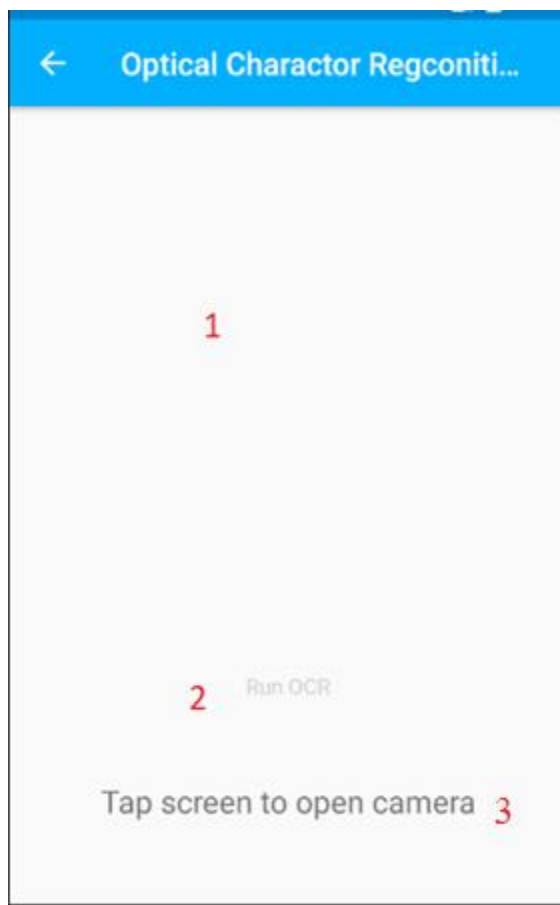 Optical Charactor Regconiti...
1
2 Run OCR
Tap screen to open camera 3